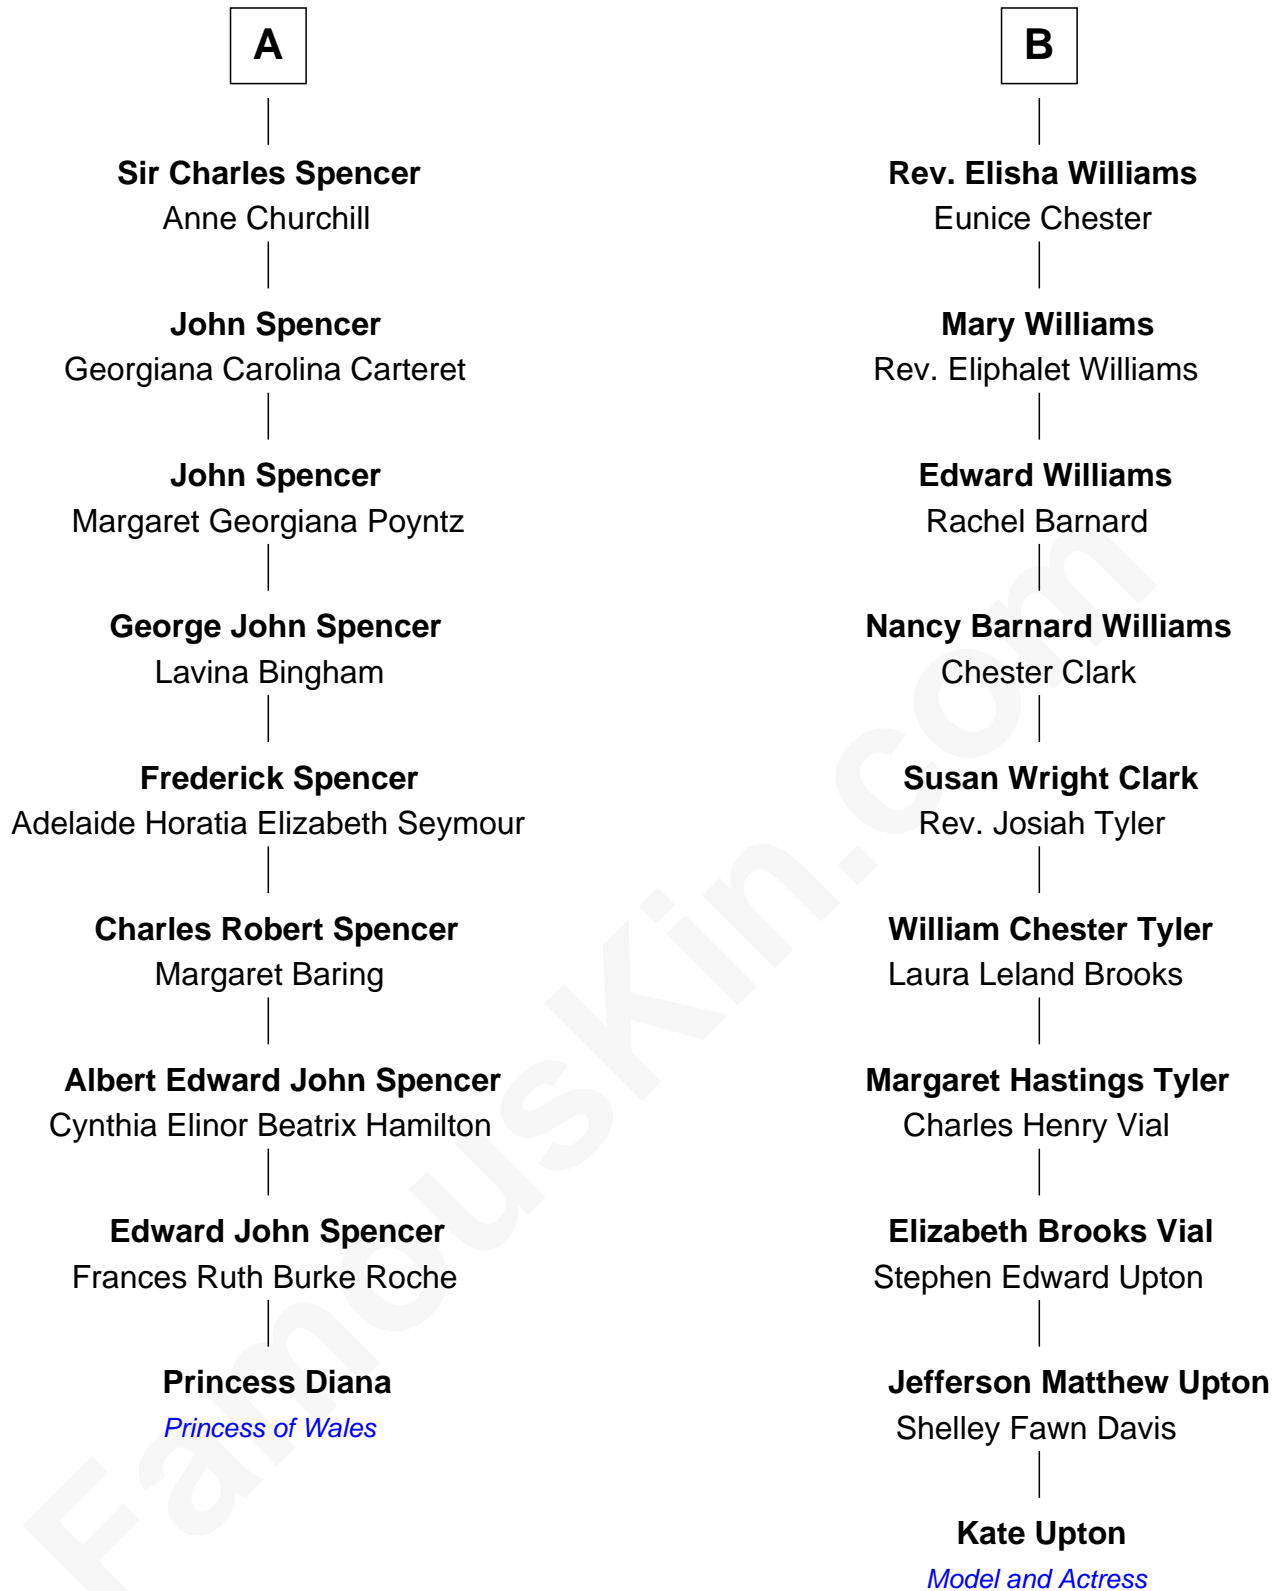 A
Sir Charles Spencer
Anne Churchill
John Spencer
Georgiana Carolina Carteret
John Spencer
Margaret Georgiana Poyntz
George John Spencer
Lavina Bingham
Frederick Spencer
Adelaide Horatia Elizabeth Seymour
Charles Robert Spencer
Margaret Baring
Albert Edward John Spencer
Cynthia Elinor Beatrix Hamilton
Edward John Spencer
Frances Ruth Burke Roche
Princess Diana
Princess of Wales
B
Rev. Elisha Williams
Eunice Chester
Mary Williams
Rev. Eliphalet Williams
Edward Williams
Rachel Barnard
Nancy Barnard Williams
Chester Clark
Susan Wright Clark
Rev. Josiah Tyler
William Chester Tyler
Laura Leland Brooks
Margaret Hastings Tyler
Charles Henry Vial
Elizabeth Brooks Vial
Stephen Edward Upton
Jefferson Matthew Upton
Shelley Fawn Davis
Kate Upton
Model and Actress
FamousKin.com